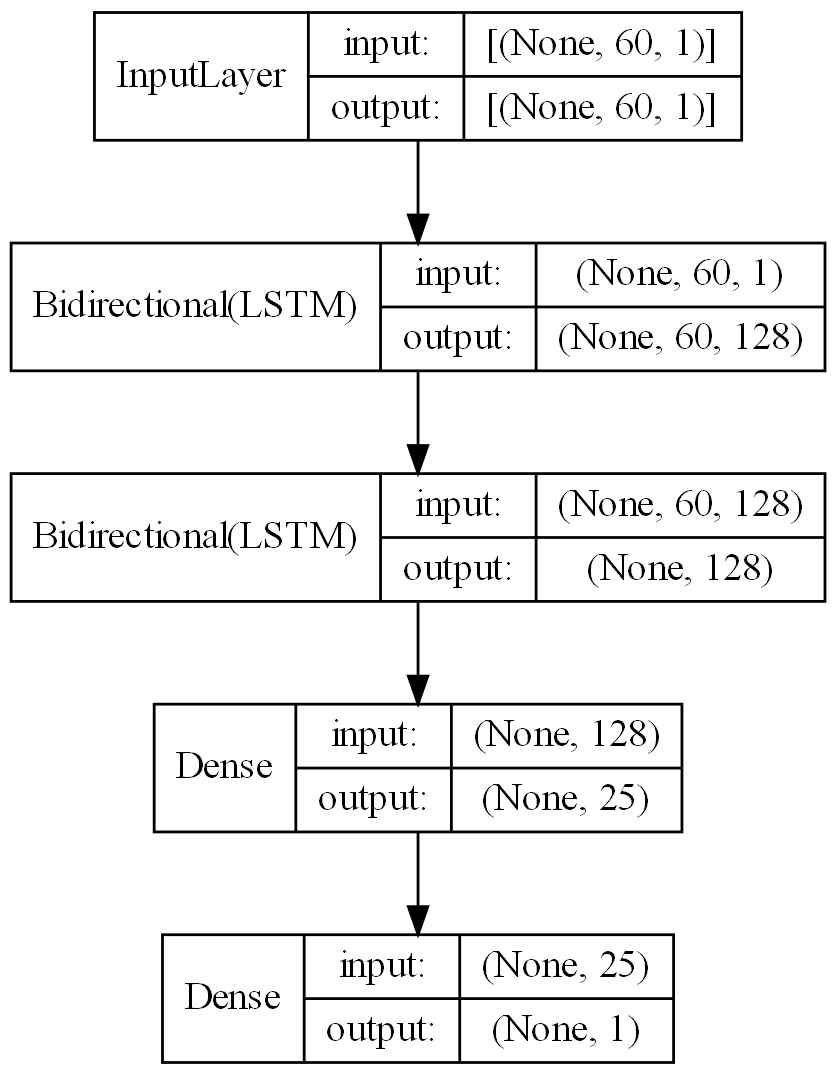 InputLayer
input: [(None, 60, 1)]
output: [(None, 60, 1)]
Bidirectional(LSTM)
input: (None, 60, 1)
output: (None, 60, 128)
Bidirectional(LSTM)
input: (None, 60, 128)
output: (None, 128)
Dense
input: (None, 128)
output: (None, 25)
Dense
input: (None, 25)
output: (None, 1)